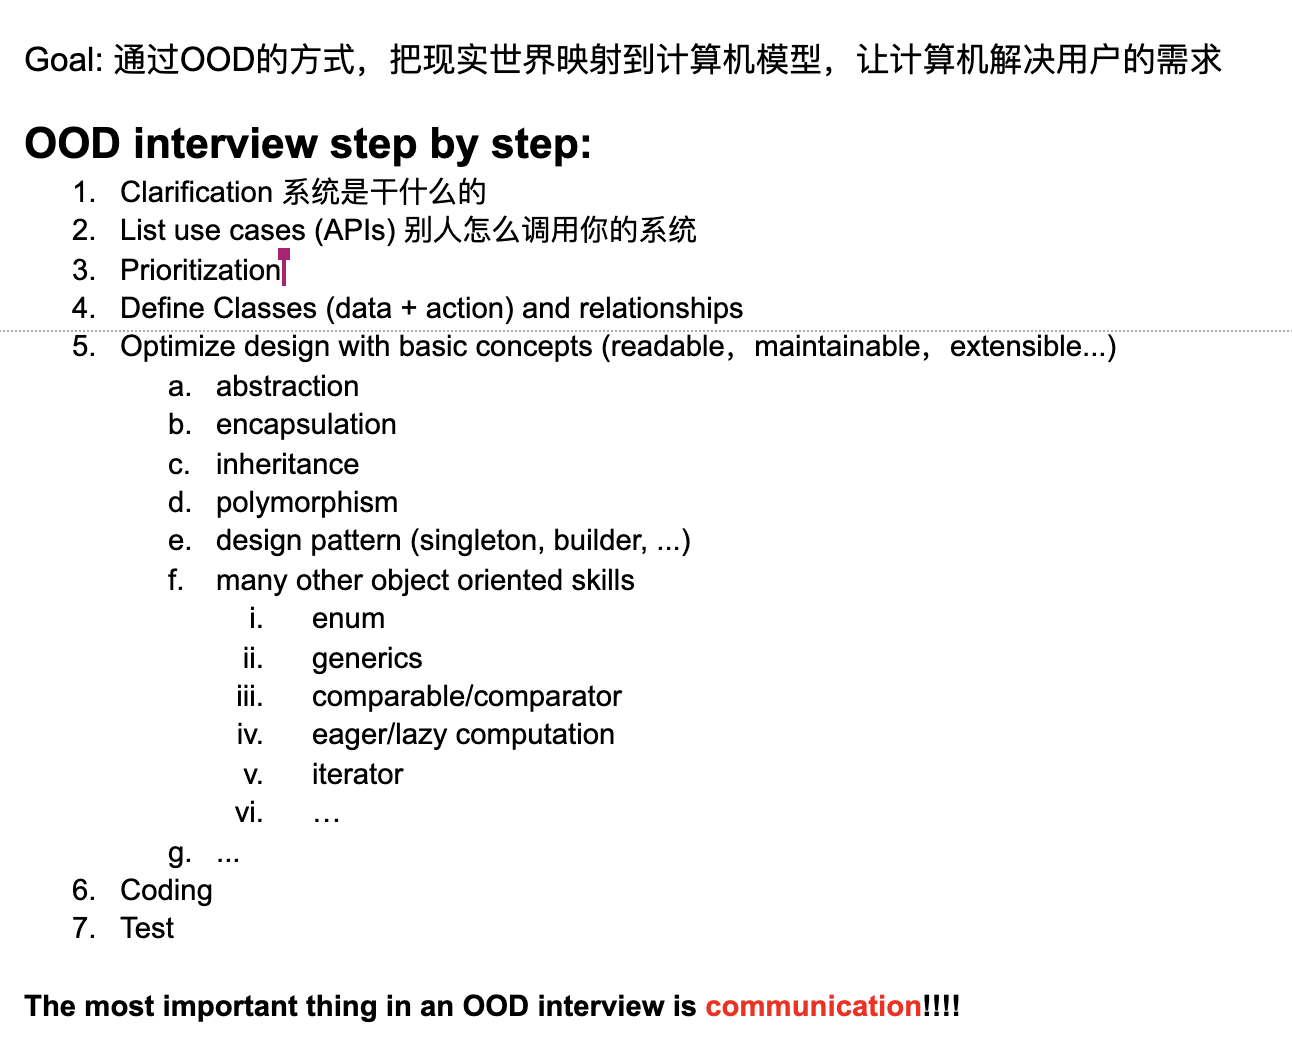 Goal: 通过OOD的方式，把现实世界映射到计算机模型，让计算机解决用户的需求
OOD interview step by step:
1. Clarification 系统是干什么的
2. List use cases (APIs) 别人怎么调用你的系统
3. Prioritization
4. Define Classes (data + action) and relationships
5. Optimize design with basic concepts (readable，maintainable，extensible...)
a. abstraction
b. encapsulation
c. inheritance
d. polymorphism
e. design pattern (singleton, builder, ...)
f. many other object oriented skills
i. enum
ii. generics
iii. comparable/comparator
iv. eager/lazy computation
v. iterator
vi. …
g. ...
6. Coding
7. Test
The most important thing in an OOD interview is communication!!!!